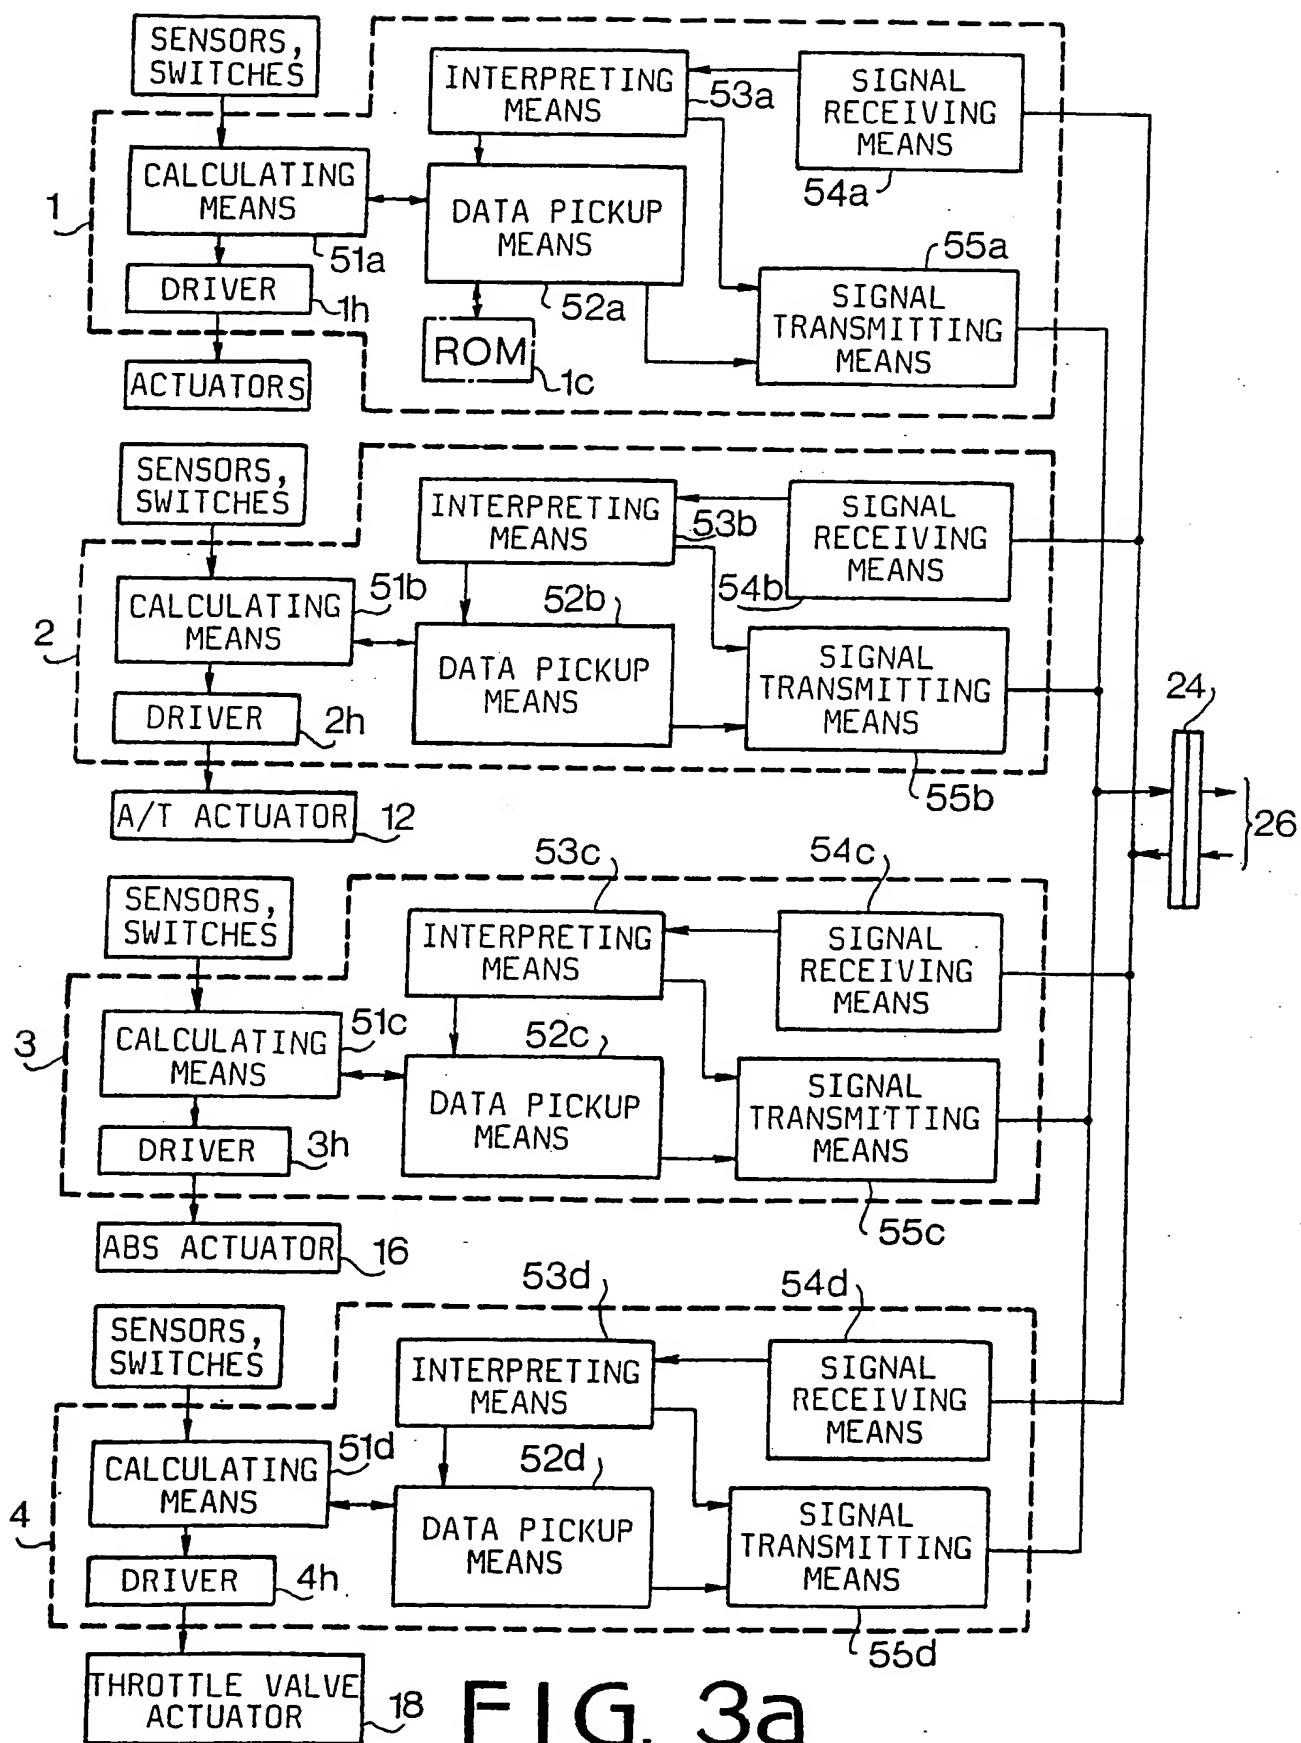 SENSORS,
SWITCHES
INTERPRETING
MEANS
53a
SIGNAL
RECEIVING
MEANS
54a
1
CALCULATING
MEANS
51a
DATA PICKUP
MEANS
52a
55a
DRIVER
1h
ROM
1c
SIGNAL
TRANSMITTING
MEANS
ACTUATORS
SENSORS,
SWITCHES
INTERPRETING
MEANS
53b
SIGNAL
RECEIVING
MEANS
54b
2
CALCULATING
MEANS
51b
52b
DATA PICKUP
MEANS
SIGNAL
TRANSMITTING
MEANS
55b
DRIVER
2h
A/T ACTUATOR
12
24
26
SENSORS,
SWITCHES
53c
INTERPRETING
MEANS
54c
SIGNAL
RECEIVING
MEANS
3
CALCULATING
MEANS
51c
52c
DATA PICKUP
MEANS
SIGNAL
TRANSMITTING
MEANS
55c
DRIVER
3h
ABS ACTUATOR
16
SENSORS,
SWITCHES
53d
INTERPRETING
MEANS
54d
SIGNAL
RECEIVING
MEANS
4
CALCULATING
MEANS
51d
52d
DATA PICKUP
MEANS
SIGNAL
TRANSMITTING
MEANS
55d
DRIVER
4h
THROTTLE VALVE
ACTUATOR
18
FIG. 3a